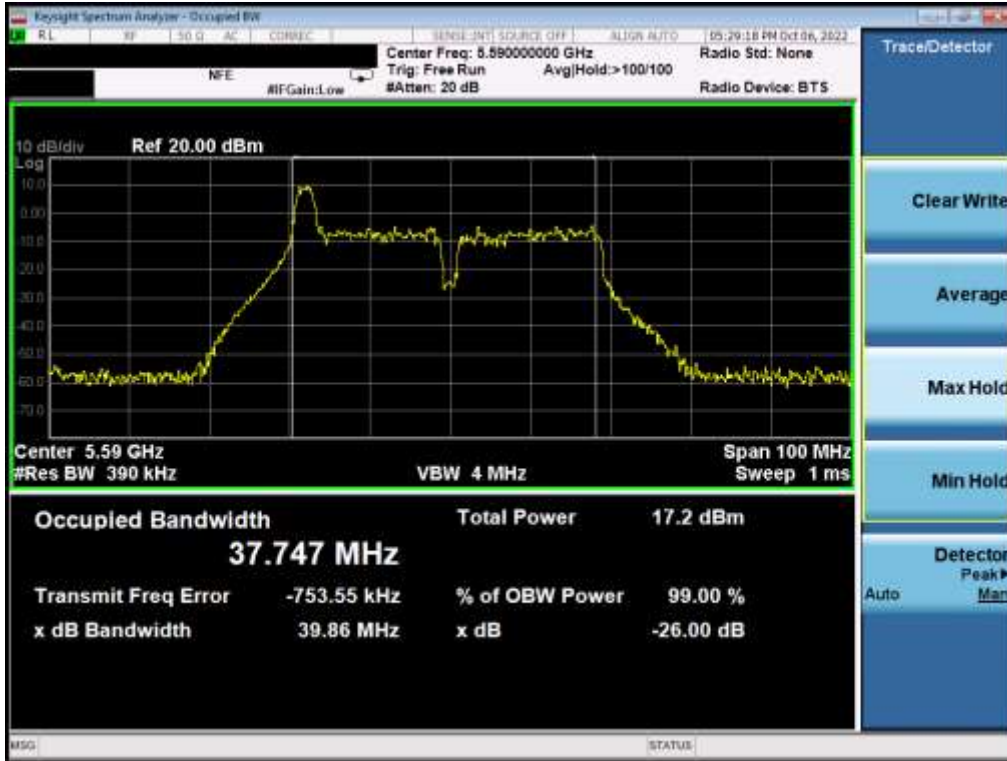 Keysight Spectrum Analyzer - Occupied BW
RL RF 50 Ω AC CORREC SENSE:INT SOURCE OFF ALIGN AUTO 05:29:18 PM Oct 06, 2022
Center Freq: 5.590000000 GHz Radio Std: None
NFE Trig: Free Run Avg|Hold:>100/100
#IFGain:Low #Atten: 20 dB Radio Device: BTS
Trace/Detector
10 dB/div Ref 20.00 dBm
Log
10.0
0.00
-10.0
-20.0
-30.0
-40.0
-50.0
-60.0
-70.0
Center 5.59 GHz Span 100 MHz
#Res BW 390 kHz VBW 4 MHz Sweep 1 ms
Clear Write
Average
Max Hold
Min Hold
Detector
Peak
Auto Man
Occupied Bandwidth Total Power 17.2 dBm
37.747 MHz
Transmit Freq Error -753.55 kHz % of OBW Power 99.00 %
x dB Bandwidth 39.86 MHz x dB -26.00 dB
MSG STATUS